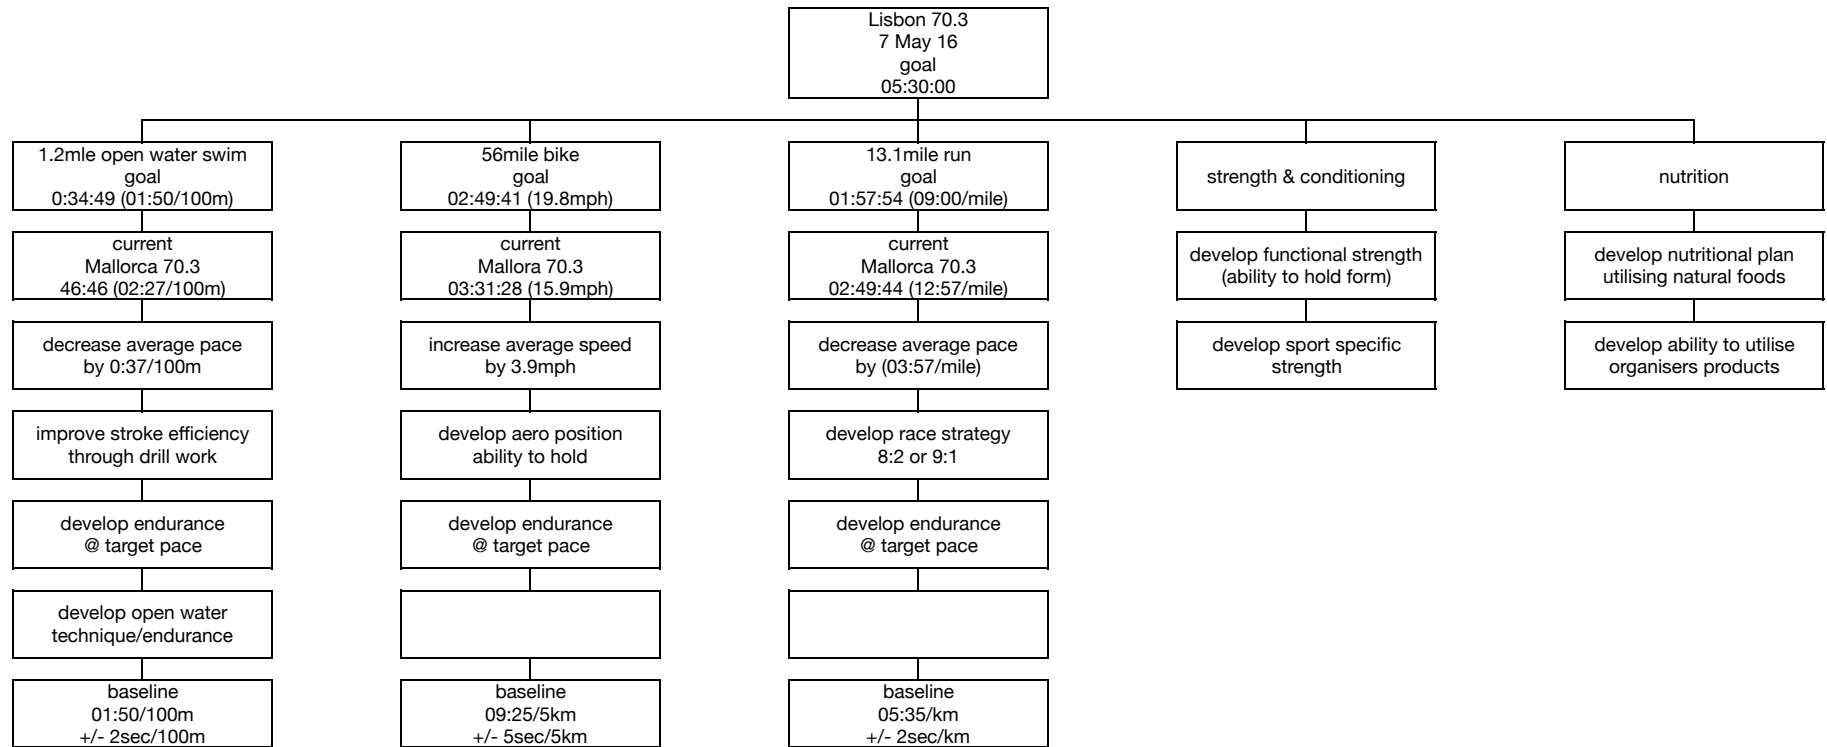 Lisbon 70.3
7 May 16
goal
05:30:00
1.2mle open water swim
goal
0:34:49 (01:50/100m)
56mile bike
goal
02:49:41 (19.8mph)
13.1mile run
goal
01:57:54 (09:00/mile)
strength & conditioning
nutrition
current
Mallorca 70.3
46:46 (02:27/100m)
current
Mallora 70.3
03:31:28 (15.9mph)
current
Mallorca 70.3
02:49:44 (12:57/mile)
develop functional strength
(ability to hold form)
develop nutritional plan
utilising natural foods
decrease average pace
by 0:37/100m
increase average speed
by 3.9mph
decrease average pace
by (03:57/mile)
develop sport specific
strength
develop ability to utilise
organisers products
improve stroke efficiency
through drill work
develop aero position
ability to hold
develop race strategy
8:2 or 9:1
develop endurance
@ target pace
develop endurance
@ target pace
develop endurance
@ target pace
develop open water
technique/endurance
baseline
01:50/100m
+/- 2sec/100m
baseline
09:25/5km
+/- 5sec/5km
baseline
05:35/km
+/- 2sec/km